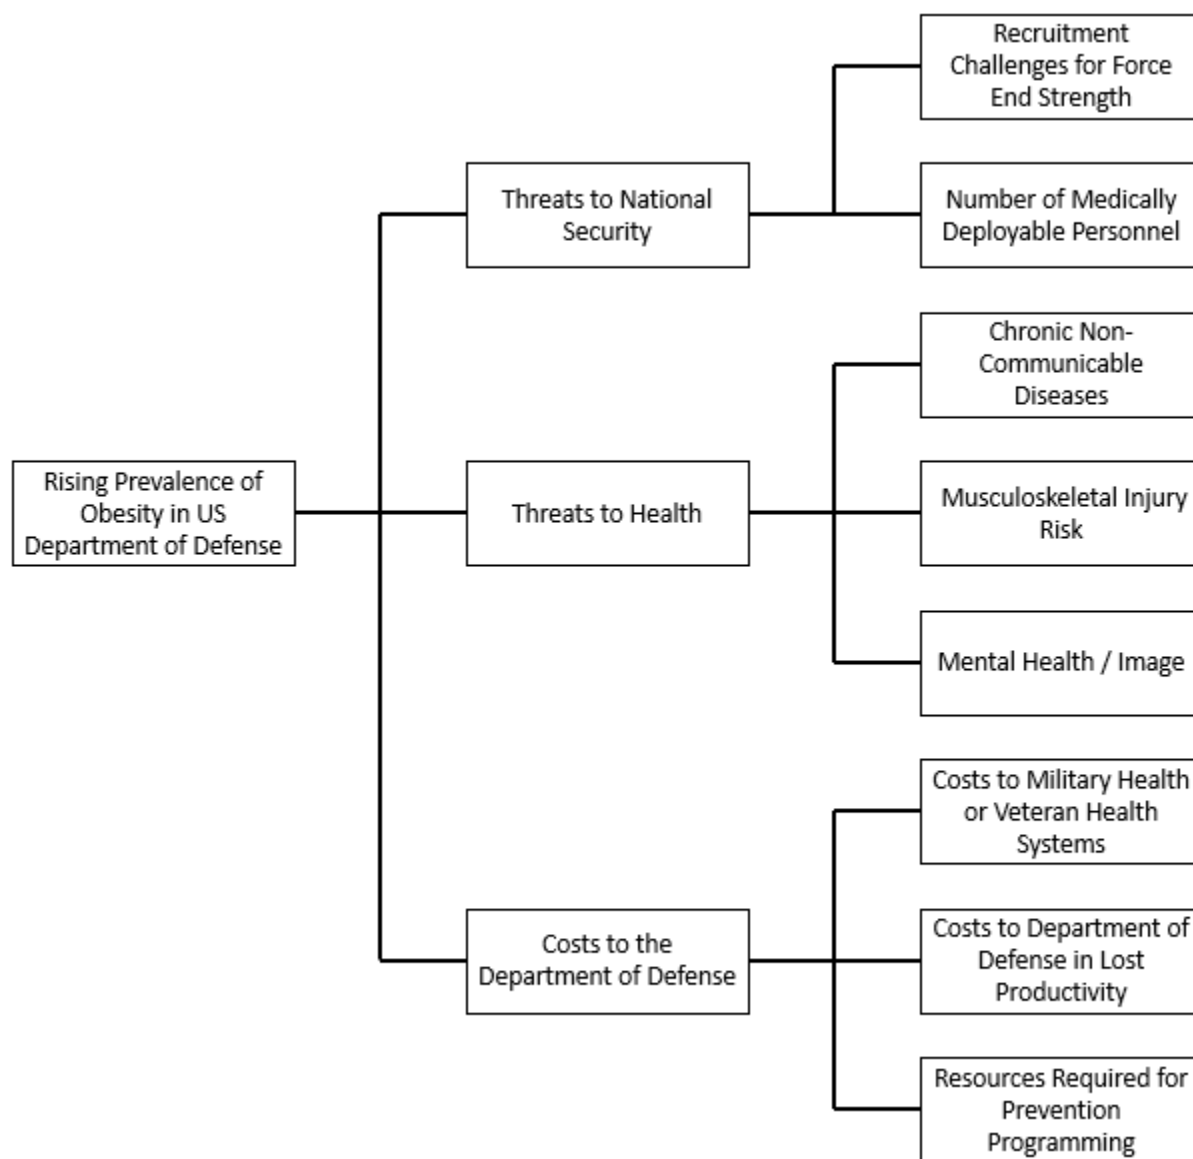 Recruitment
Challenges for Force
End Strength
Threats to National
Security
Number of Medically
Deployable Personnel
Chronic Non-
Communicable
Diseases
Rising Prevalence of
Obesity in US
Department of Defense
Threats to Health
Musculoskeletal Injury
Risk
Mental Health / Image
Costs to Military Health
or Veteran Health
Systems
Costs to the
Department of Defense
Costs to Department of
Defense in Lost
Productivity
Resources Required for
Prevention
Programming